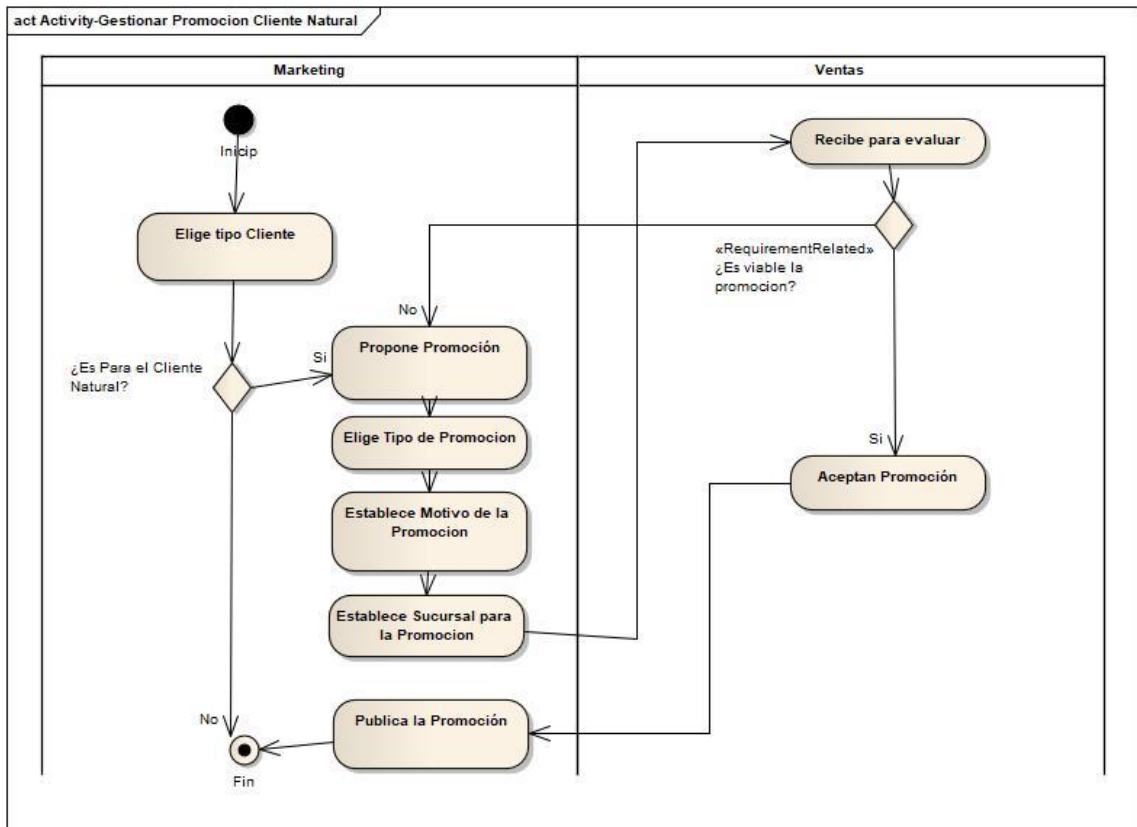 act Activity-Gestionar Promocion Cliente Natural
Marketing
Ventas
Inicip
Recibe para evaluar
Elige tipo Cliente
«RequirementRelated»
¿Es viable la
promocion?
No
Propone Promoción
Si
¿Es Para el Cliente
Natural?
Elige Tipo de Promocion
Si
Aceptan Promoción
Establece Motivo de la
Promocion
Establece Sucursal para
la Promocion
Publica la Promoción
No
Fin